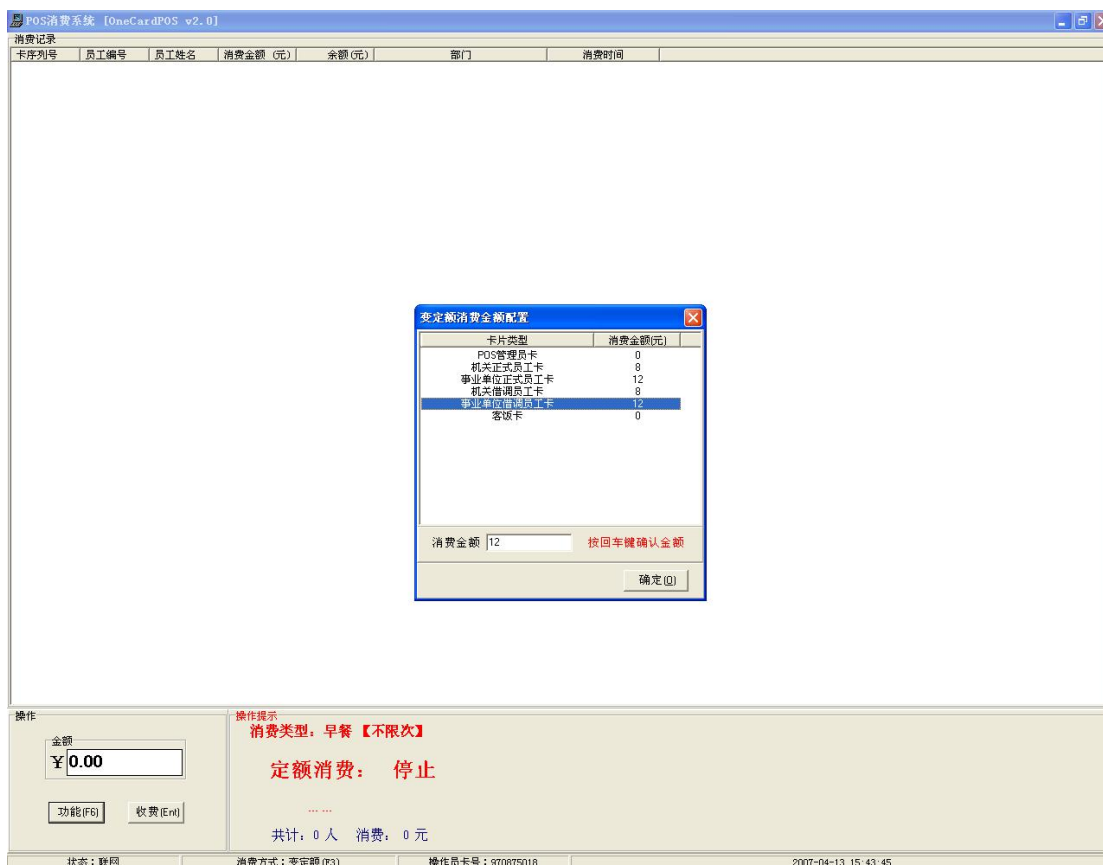 POS消费系统 [OneCardPOS v2.0]
消费记录
卡序列号 员工编号 员工姓名 消费金额 (元) 余额(元) 部门 消费时间
变定额消费金额配置
卡片类型 消费金额(元)
POS管理员卡 0
机关正式员工卡 8
事业单位正式员工卡 12
机关借调员工卡 8
事业单位借调员工卡 12
客饭卡 0
消费金额 12 按回车键确认金额
确定(O)
操作
金额
¥ 0.00
功能(F6) 收费(Ent)
操作提示
消费类型：早餐【不限次】
定额消费： 停止
... ...
共计：0 人 消费：0 元
状态：联网 消费方式：变定额(F3) 操作员卡号：970875018 2007-04-13 15:43:45